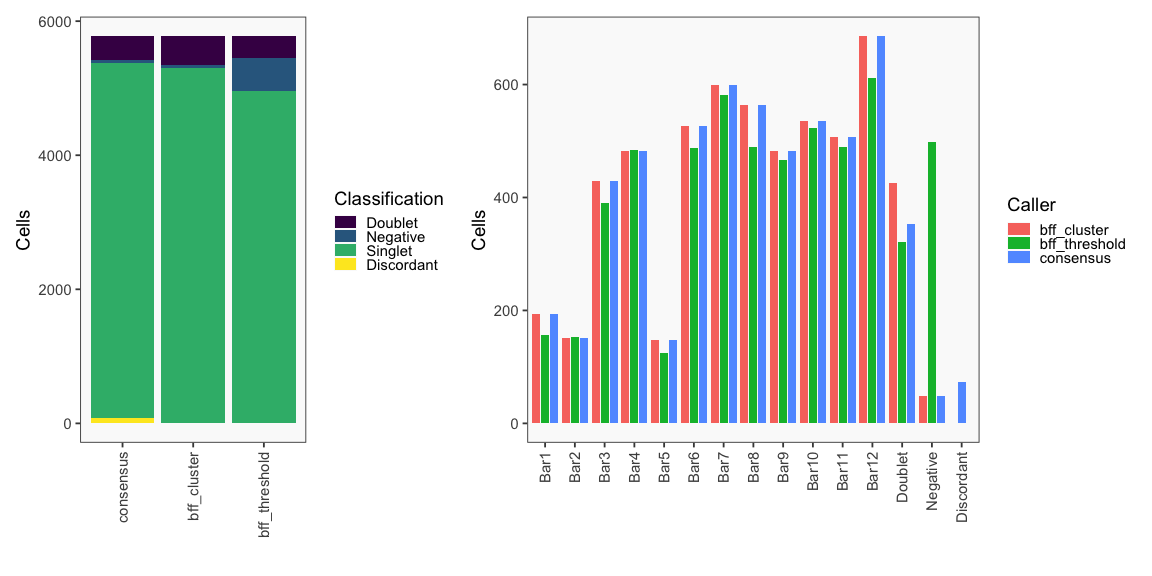 6000
4000
2000
0
Cells
consensus
bff_cluster
bff_threshold
Classification
Doublet
Negative
Singlet
Discordant
600
400
200
0
Cells
Bar1
Bar2
Bar3
Bar4
Bar5
Bar6
Bar7
Bar8
Bar9
Bar10
Bar11
Bar12
Doublet
Negative
Discordant
Caller
bff_cluster
bff_threshold
consensus